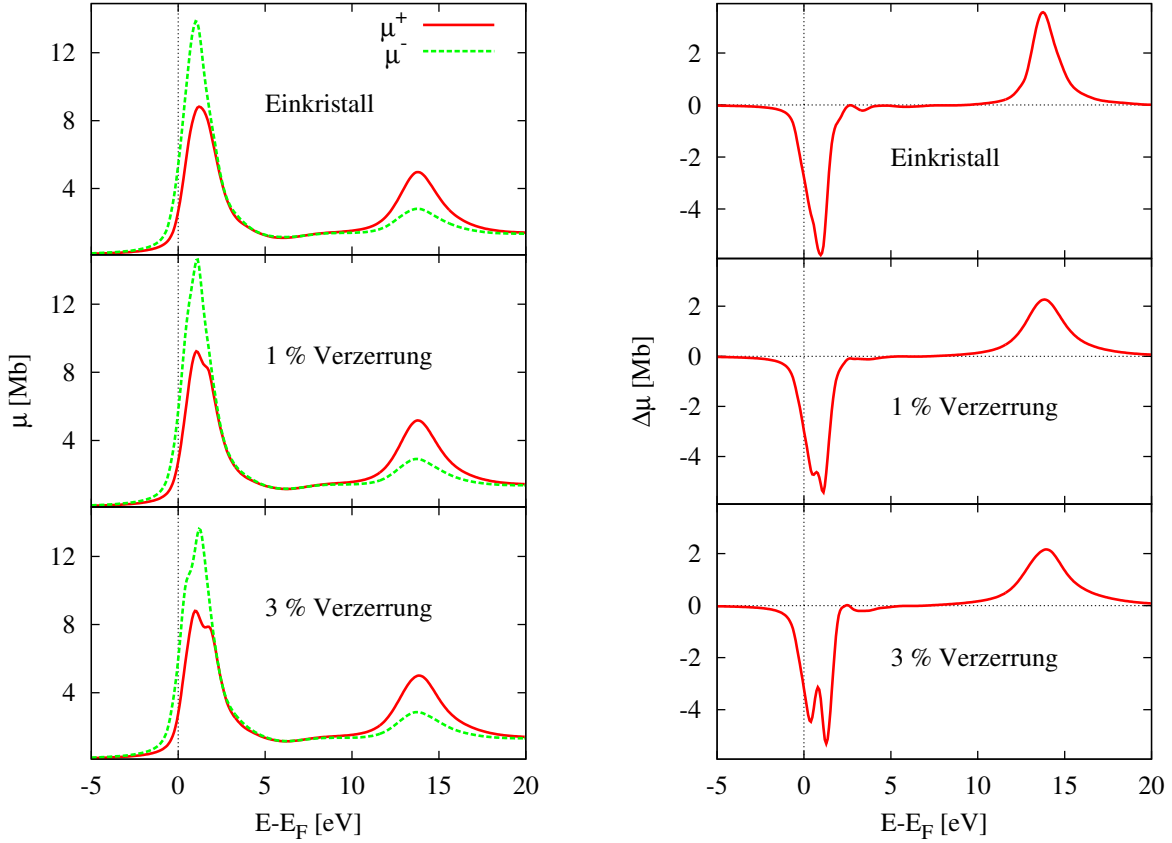 μ+
μ-
Einkristall
12
8
4
1 % Verzerrung
12
8
4
3 % Verzerrung
12
8
4
μ [Mb]
-5 0 5 10 15 20
E-EF [eV]
Einkristall
2
0
-2
-4
1 % Verzerrung
2
0
-2
-4
3 % Verzerrung
2
0
-2
-4
Δμ [Mb]
-5 0 5 10 15 20
E-EF [eV]